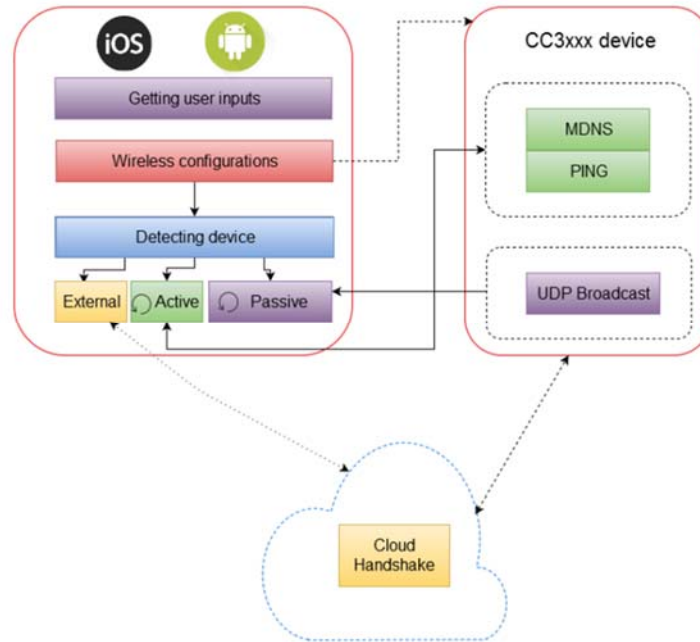 iOS
Getting user inputs
Wireless configurations
Detecting device
External
Active
Passive
CC3xxx device
MDNS
PING
UDP Broadcast
Cloud
Handshake